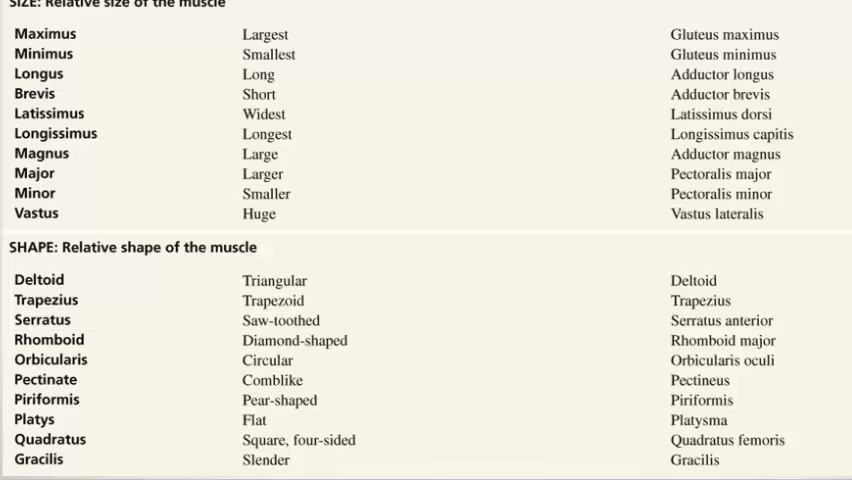 SIZE: Relative size of the muscle
Maximus Largest Gluteus maximus
Minimus Smallest Gluteus minimus
Longus Long Adductor longus
Brevis Short Adductor brevis
Latissimus Widest Latissimus dorsi
Longissimus Longest Longissimus capitis
Magnus Large Adductor magnus
Major Larger Pectoralis major
Minor Smaller Pectoralis minor
Vastus Huge Vastus lateralis
SHAPE: Relative shape of the muscle
Deltoid Triangular Deltoid
Trapezius Trapezoid Trapezius
Serratus Saw-toothed Serratus anterior
Rhomboid Diamond-shaped Rhomboid major
Orbicularis Circular Orbicularis oculi
Pectinate Comblike Pectineus
Piriformis Pear-shaped Piriformis
Platys Flat Platysma
Quadratus Square, four-sided Quadratus femoris
Gracilis Slender Gracilis